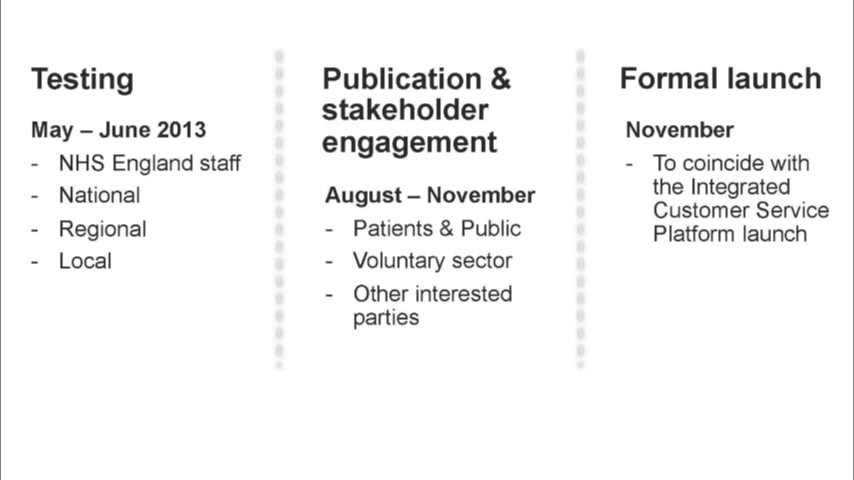 Testing
May – June 2013
- NHS England staff
- National
- Regional
- Local
Publication &
stakeholder
engagement
August – November
- Patients & Public
- Voluntary sector
- Other interested
parties
Formal launch
November
- To coincide with
the Integrated
Customer Service
Platform launch